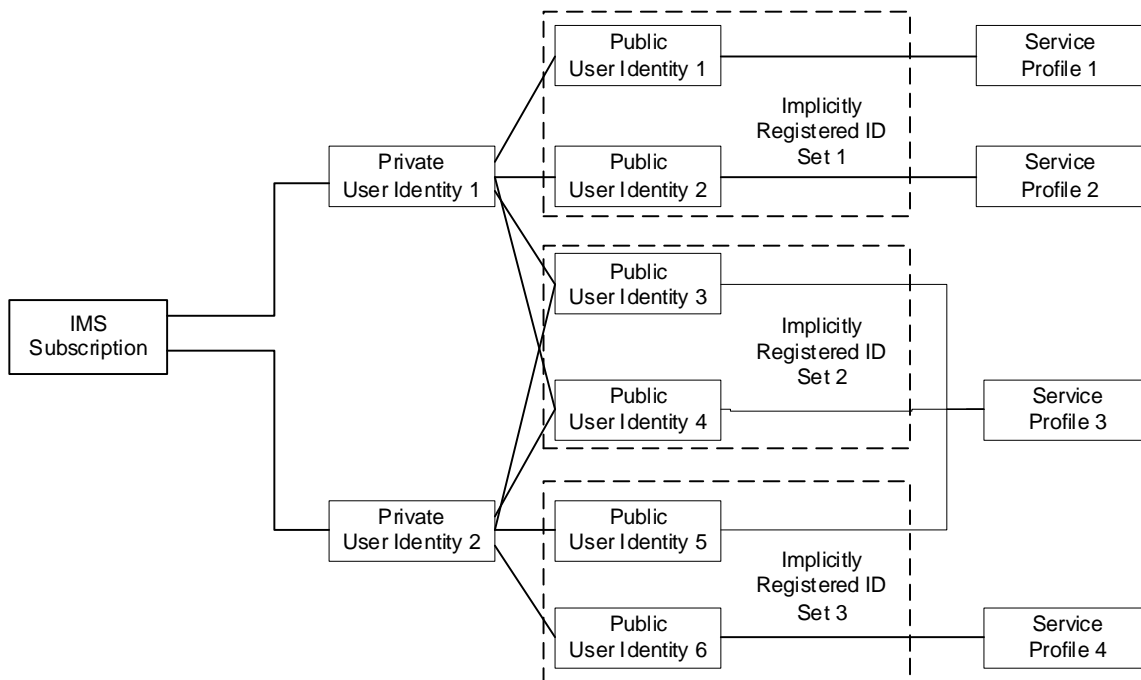 Public
User Identity 1
Service
Profile 1
Implicitly
Registered ID
Set 1
Private
User Identity 1
Public
User Identity 2
Service
Profile 2
Public
User Identity 3
IMS
Subscription
Implicitly
Registered ID
Set 2
Public
User Identity 4
Service
Profile 3
Private
User Identity 2
Public
User Identity 5
Implicitly
Registered ID
Set 3
Public
User Identity 6
Service
Profile 4